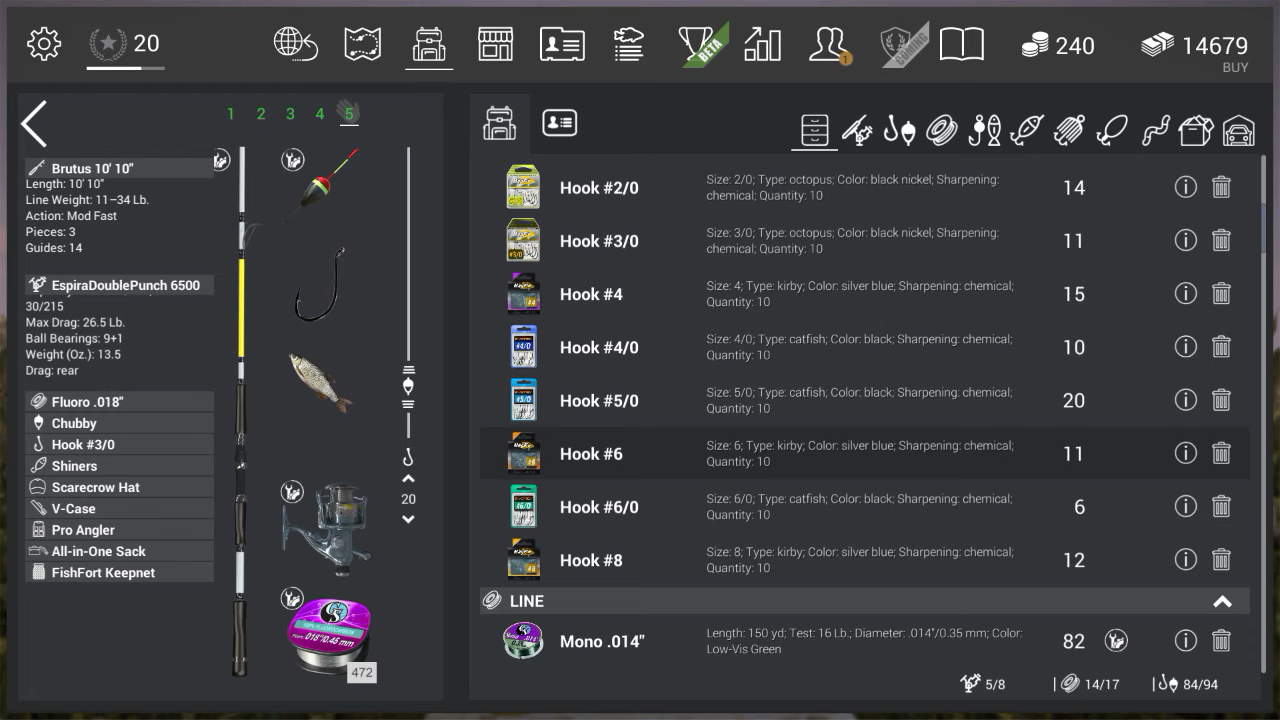 20
BETA
COMING
1
240
14679
BUY
1 2 3 4 5
Brutus 10' 10"
Length: 10' 10"
Line Weight: 11–34 Lb.
Action: Mod Fast
Pieces: 3
Guides: 14
EspiraDoublePunch 6500
30/215
Max Drag: 26.5 Lb.
Ball Bearings: 9+1
Weight (Oz.): 13.5
Drag: rear
Fluoro .018"
Chubby
Hook #3/0
Shiners
Scarecrow Hat
V-Case
Pro Angler
All-in-One Sack
FishFort Keepnet
20
.018"/0.45 mm
472
Hook #2/0
Size: 2/0; Type: octopus; Color: black nickel; Sharpening:
chemical; Quantity: 10
14
Hook #3/0
Size: 3/0; Type: octopus; Color: black nickel; Sharpening:
chemical; Quantity: 10
11
Hook #4
Size: 4; Type: kirby; Color: silver blue; Sharpening: chemical;
Quantity: 10
15
Hook #4/0
Size: 4/0; Type: catfish; Color: black; Sharpening: chemical;
Quantity: 10
10
Hook #5/0
Size: 5/0; Type: catfish; Color: black; Sharpening: chemical;
Quantity: 10
20
Hook #6
Size: 6; Type: kirby; Color: silver blue; Sharpening: chemical;
Quantity: 10
11
Hook #6/0
Size: 6/0; Type: catfish; Color: black; Sharpening: chemical;
Quantity: 10
6
Hook #8
Size: 8; Type: kirby; Color: silver blue; Sharpening: chemical;
Quantity: 10
12
LINE
Mono .014"
Length: 150 yd; Test: 16 Lb.; Diameter: .014"/0.35 mm; Color:
Low-Vis Green
82
5/8
14/17
84/94